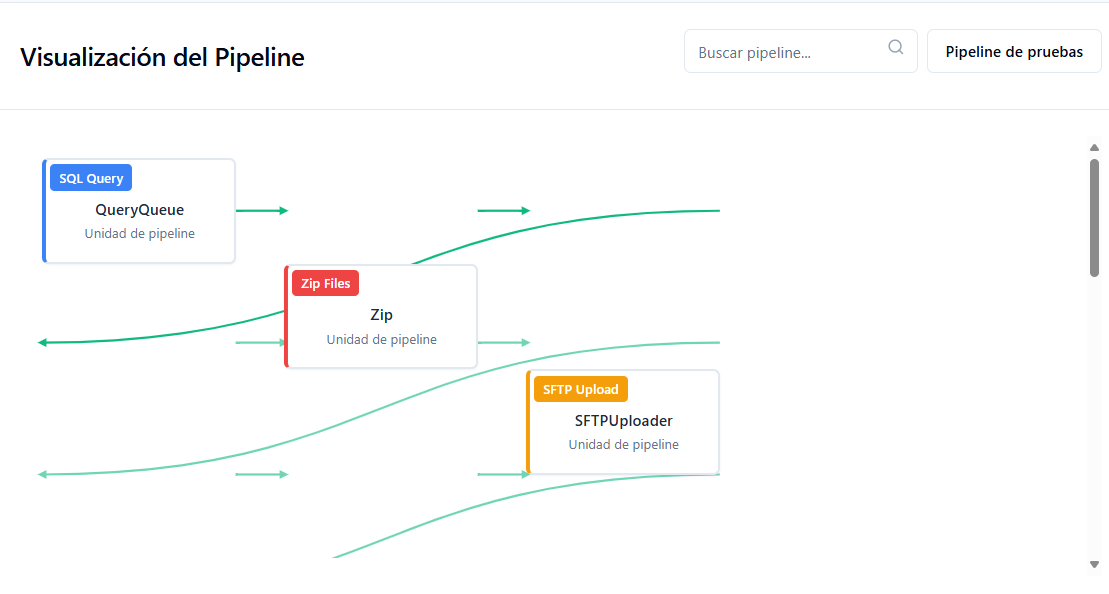 Visualización del Pipeline
Buscar pipeline...
Pipeline de pruebas
SQL Query
QueryQueue
Unidad de pipeline
Zip Files
Zip
Unidad de pipeline
SFTP Upload
SFTPUploader
Unidad de pipeline